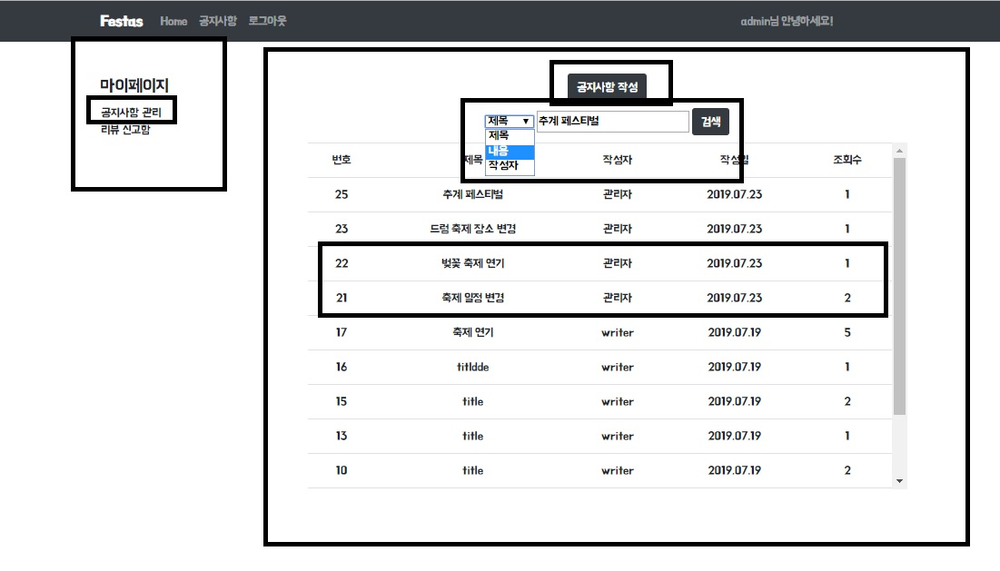 Festas Home 공지사항 로그아웃 admin님 안녕하세요!
마이페이지
공지사항 관리
리뷰 신고함
공지사항 작성
제목 ▼ 추계 페스티벌 검색
제목
내용
작성자
번호 제목 작성자 작성일 조회수
25 추계 페스티벌 관리자 2019.07.23 1
23 드럼 축제 장소 변경 관리자 2019.07.23 1
22 벚꽃 축제 연기 관리자 2019.07.23 1
21 축제 일정 변경 관리자 2019.07.23 2
17 축제 연기 writer 2019.07.19 5
16 titldde writer 2019.07.19 1
15 title writer 2019.07.19 2
13 title writer 2019.07.19 1
10 title writer 2019.07.19 2